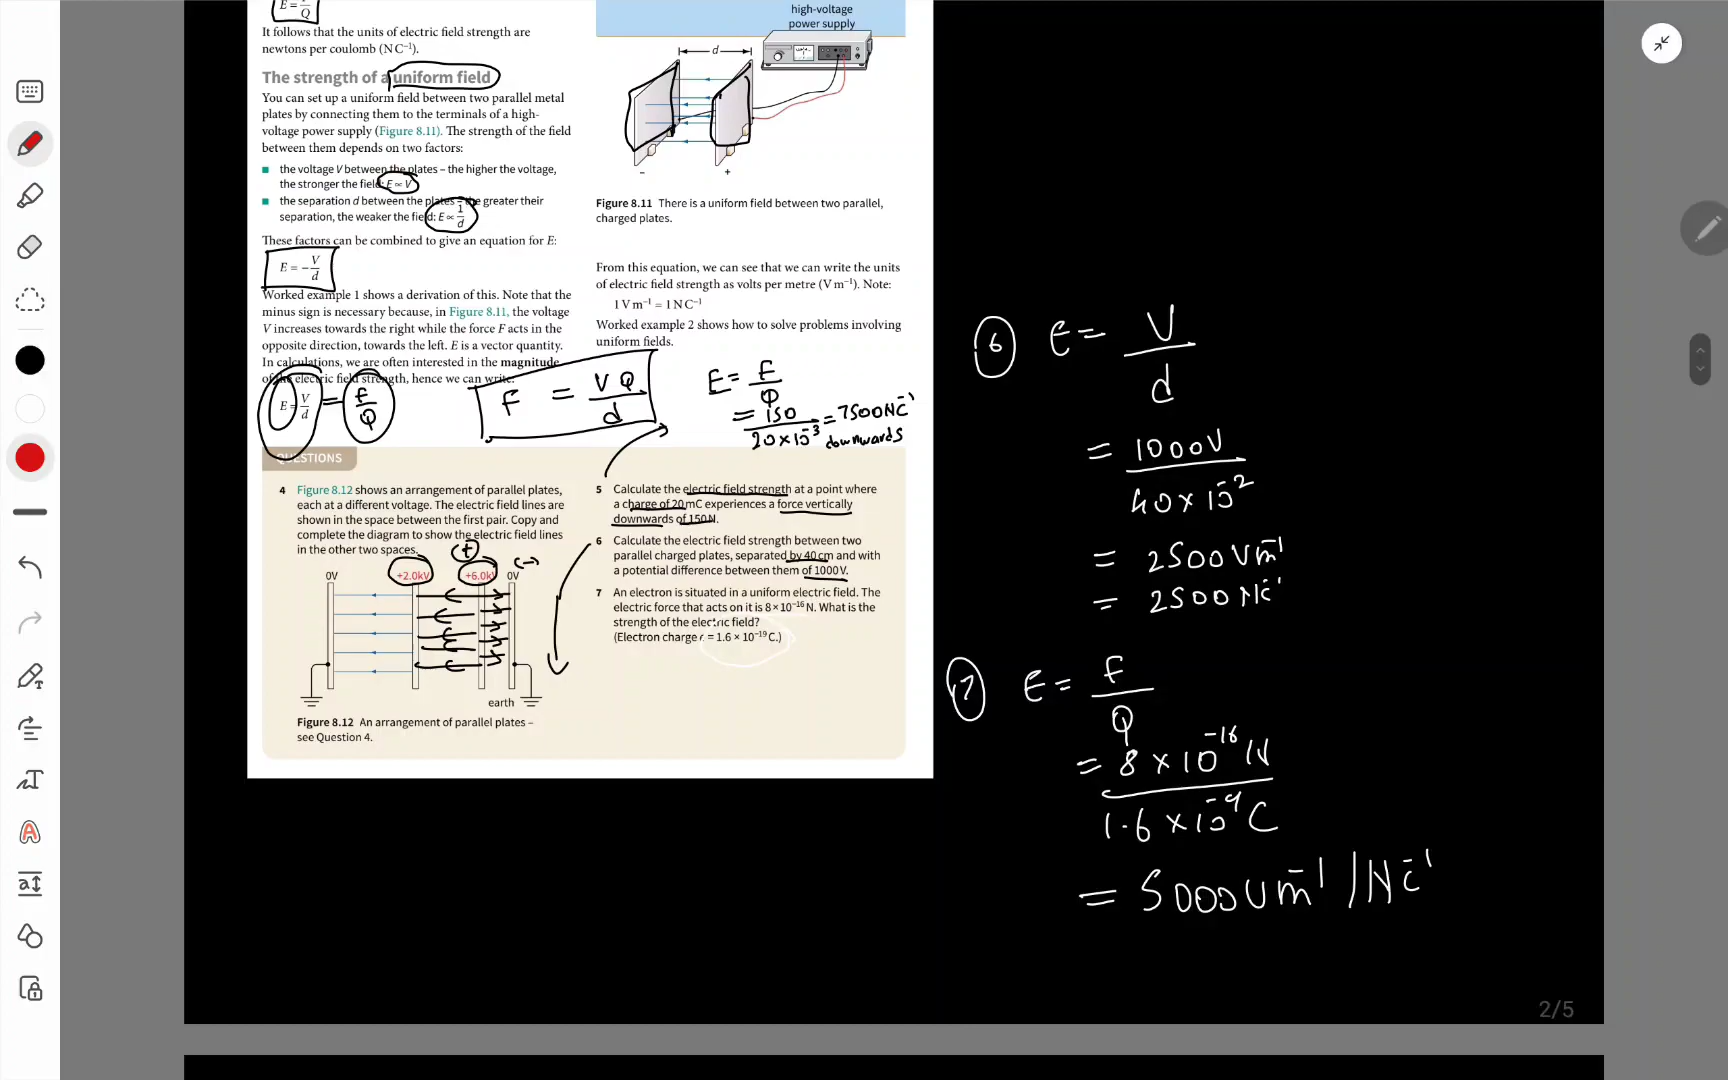 E = F/Q
It follows that the units of electric field strength are
newtons per coulomb (N C⁻¹).
The strength of a uniform field
You can set up a uniform field between two parallel metal
plates by connecting them to the terminals of a high-
voltage power supply (Figure 8.11). The strength of the field
between them depends on two factors:
■ the voltage V between the plates – the higher the voltage,
the stronger the field: E ∝ V
■ the separation d between the plates – the greater their
separation, the weaker the field: E ∝ 1/d
These factors can be combined to give an equation for E:
E = –V/d
Worked example 1 shows a derivation of this. Note that the
minus sign is necessary because, in Figure 8.11, the voltage
V increases towards the right while the force F acts in the
opposite direction, towards the left. E is a vector quantity.
In calculations, we are often interested in the magnitude
of the electric field strength, hence we can write:
E = V/d = F/Q
F = VQ/d
high-voltage
power supply
d
–
+
Figure 8.11 There is a uniform field between two parallel,
charged plates.
From this equation, we can see that we can write the units
of electric field strength as volts per metre (V m⁻¹). Note:
1 V m⁻¹ = 1 N C⁻¹
Worked example 2 shows how to solve problems involving
uniform fields.
E = F/Q
= 150/20 × 10⁻³ = 7500 NC⁻¹
downwards
QUESTIONS
4 Figure 8.12 shows an arrangement of parallel plates,
each at a different voltage. The electric field lines are
shown in the space between the first pair. Copy and
complete the diagram to show the electric field lines
in the other two spaces.
(+)
(–)
0V +2.0kV +6.0kV 0V
earth
Figure 8.12 An arrangement of parallel plates –
see Question 4.
5 Calculate the electric field strength at a point where
a charge of 20 mC experiences a force vertically
downwards of 150 N.
6 Calculate the electric field strength between two
parallel charged plates, separated by 40 cm and with
a potential difference between them of 1000 V.
7 An electron is situated in a uniform electric field. The
electric force that acts on it is 8 × 10⁻¹⁶ N. What is the
strength of the electric field?
(Electron charge e = 1.6 × 10⁻¹⁹ C.)
6 E = V/d
= 1000V/40 × 10⁻²
= 2500 Vm⁻¹
= 2500 NC⁻¹
7 E = F/Q
= 8 × 10⁻¹⁶ N/1.6 × 10⁻¹⁹ C
= 5000 Vm⁻¹ / NC⁻¹
2/5